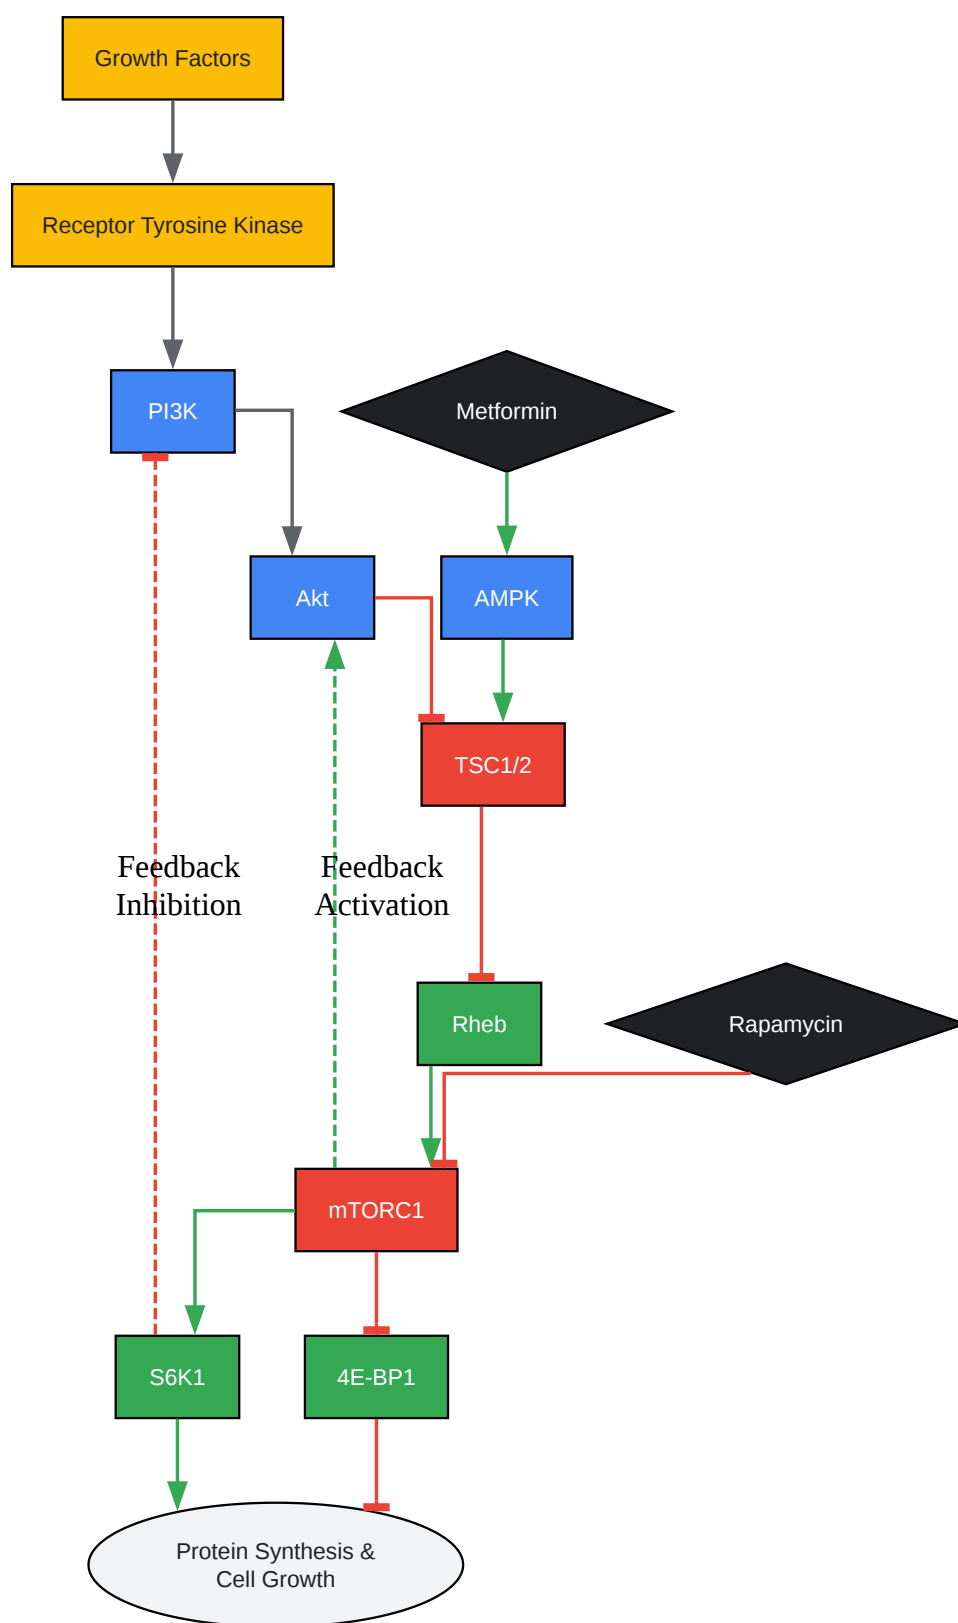 Growth Factors
Receptor Tyrosine Kinase
PI3K
Metformin
Akt
AMPK
TSC1/2
Feedback
Inhibition
Feedback
Activation
Rheb
Rapamycin
mTORC1
S6K1
4E-BP1
Protein Synthesis &
Cell Growth